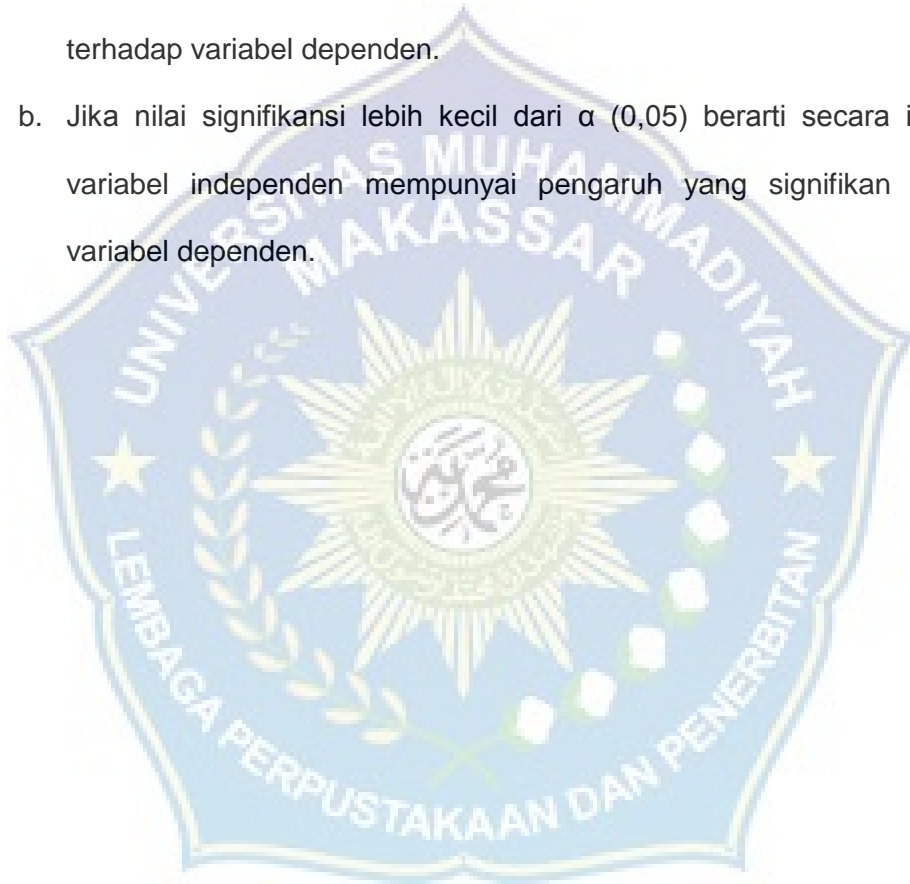 terhadap variabel dependen.
b. Jika nilai signifikansi lebih kecil dari α (0,05) berarti secara i
variabel independen mempunyai pengaruh yang signifikan
variabel dependen.
UNIVERSITAS MUHAMMADIYAH
MAKASSAR
محمدية
LEMBAGA PERPUSTAKAAN DAN PENERBITAN